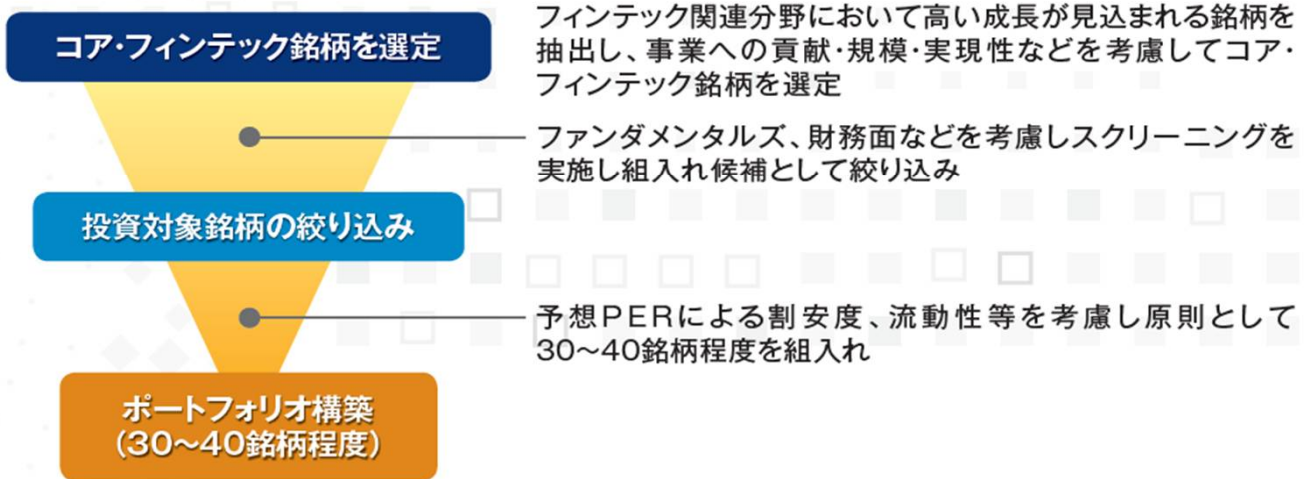 コア・フィンテック銘柄を選定
フィンテック関連分野において高い成長が見込まれる銘柄を
抽出し、事業への貢献・規模・実現性などを考慮してコア・
フィンテック銘柄を選定
ファンダメンタルズ、財務面などを考慮しスクリーニングを
実施し組入れ候補として絞り込み
投資対象銘柄の絞り込み
予想PERによる割安度、流動性等を考慮し原則として
30〜40銘柄程度を組入れ
ポートフォリオ構築
(30〜40銘柄程度)